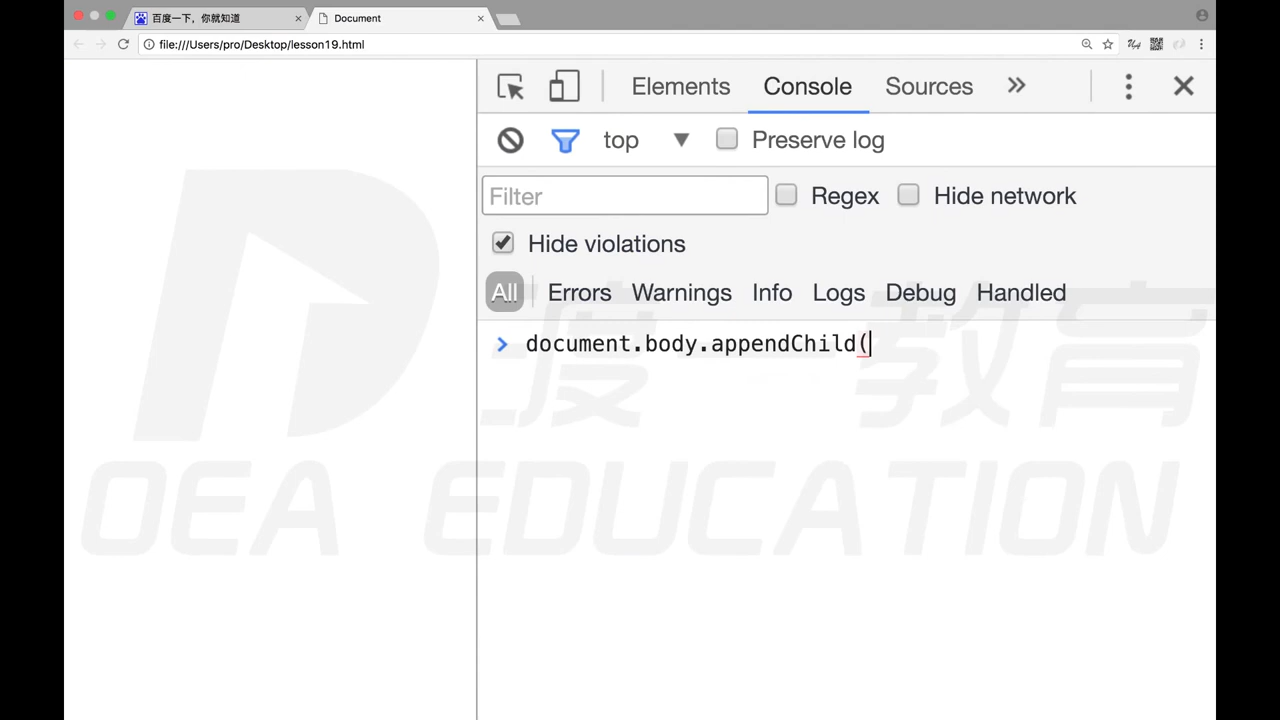 百度一下，你就知道
Document
file:///Users/pro/Desktop/lesson19.html
Elements Console Sources
top Preserve log
Filter Regex Hide network
Hide violations
All Errors Warnings Info Logs Debug Handled
> document.body.appendChild(
度 教育
OEA EDUCATION